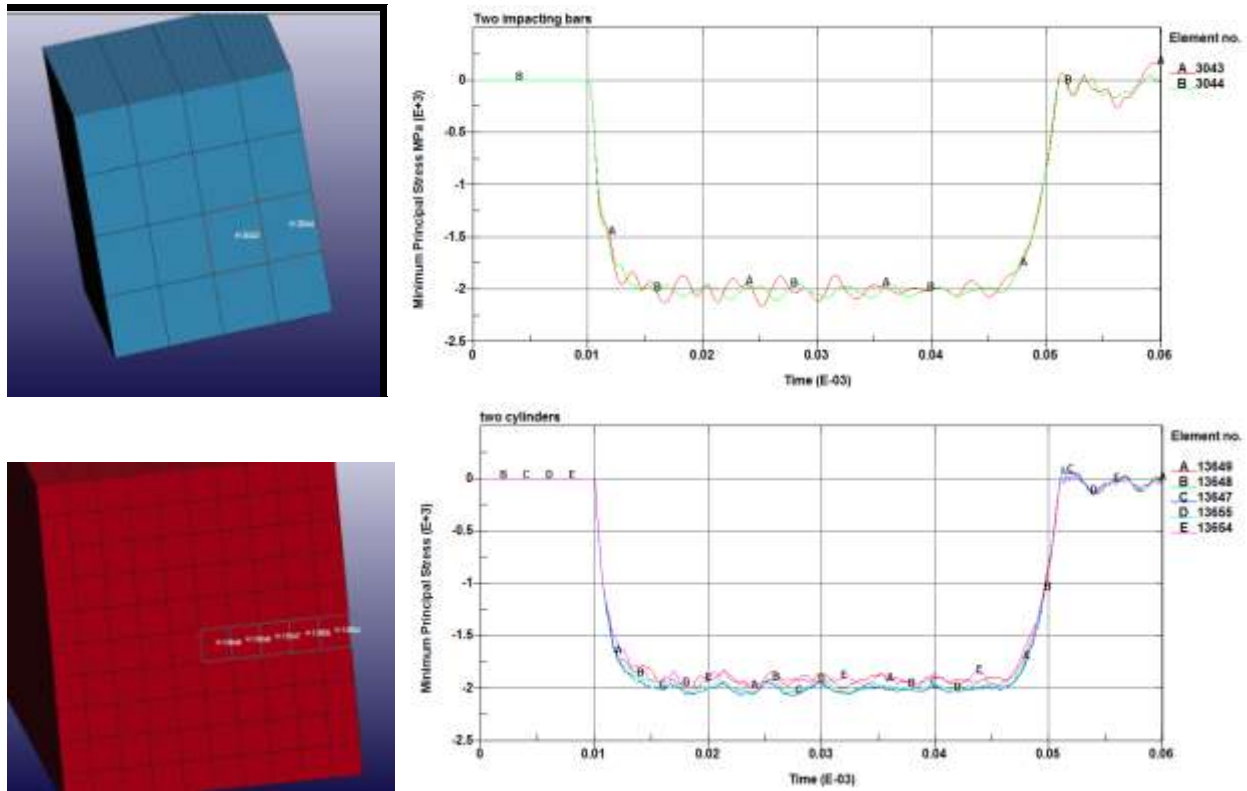 Two impacting bars
Element no.
A 3043
B 3044
Minimum Principal Stress MPa (E+3)
0
-0.5
-1
-1.5
-2
-2.5
B A B A B A B A B A
0 0.01 0.02 0.03 0.04 0.05 0.06
Time (E-03)
two cylinders
Element no.
A 13649
B 13648
C 13647
D 13655
E 13654
Minimum Principal Stress (E+3)
0
-0.5
-1
-1.5
-2
-2.5
B C D E
0 0.01 0.02 0.03 0.04 0.05 0.06
Time (E-03)